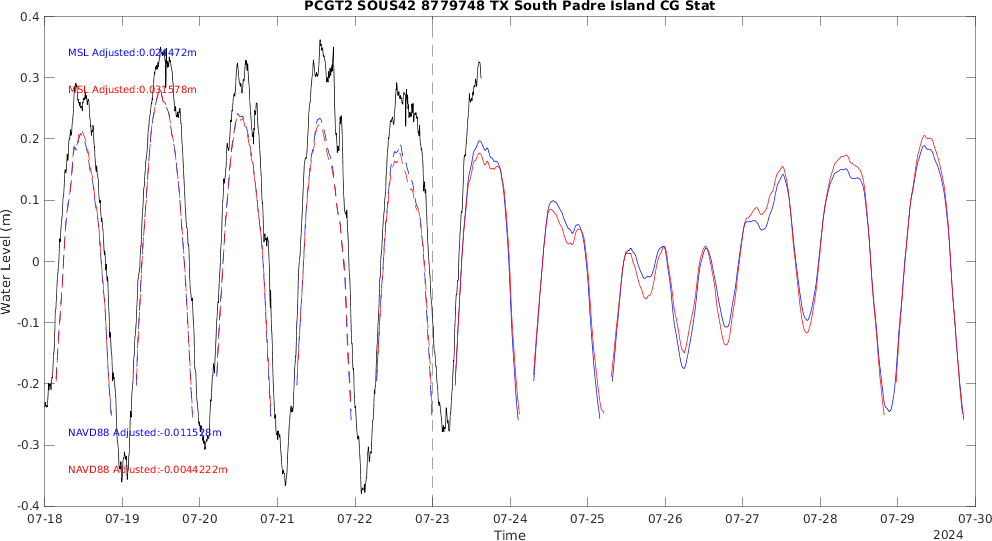 PCGT2 SOUS42 8779748 TX South Padre Island CG Stat
0.4
MSL Adjusted:0.024472m
0.3
MSL Adjusted:0.031578m
0.2
0.1
Water Level (m)
0
-0.1
-0.2
NAVD88 Adjusted:-0.011528m
-0.3
NAVD88 Adjusted:-0.0044222m
-0.4
07-18 07-19 07-20 07-21 07-22 07-23 07-24 07-25 07-26 07-27 07-28 07-29 07-30
Time
2024